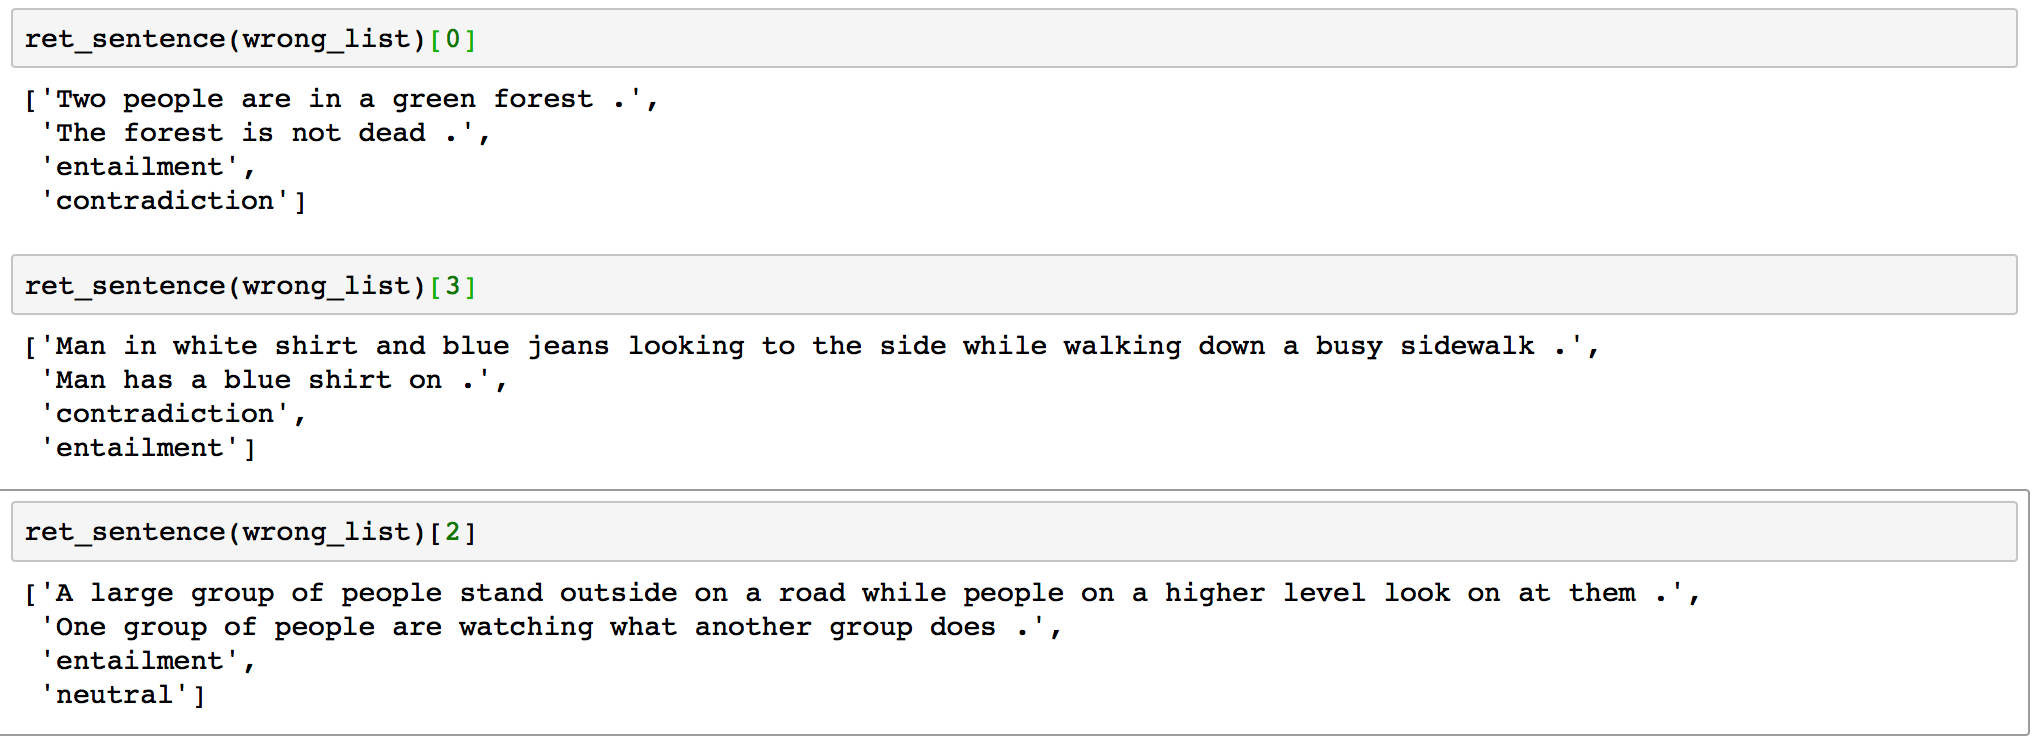 ret_sentence(wrong_list)[0]
['Two people are in a green forest .',
'The forest is not dead .',
'entailment',
'contradiction']
ret_sentence(wrong_list)[3]
['Man in white shirt and blue jeans looking to the side while walking down a busy sidewalk .',
'Man has a blue shirt on .',
'contradiction',
'entailment']
ret_sentence(wrong_list)[2]
['A large group of people stand outside on a road while people on a higher level look on at them .',
'One group of people are watching what another group does .',
'entailment',
'neutral']